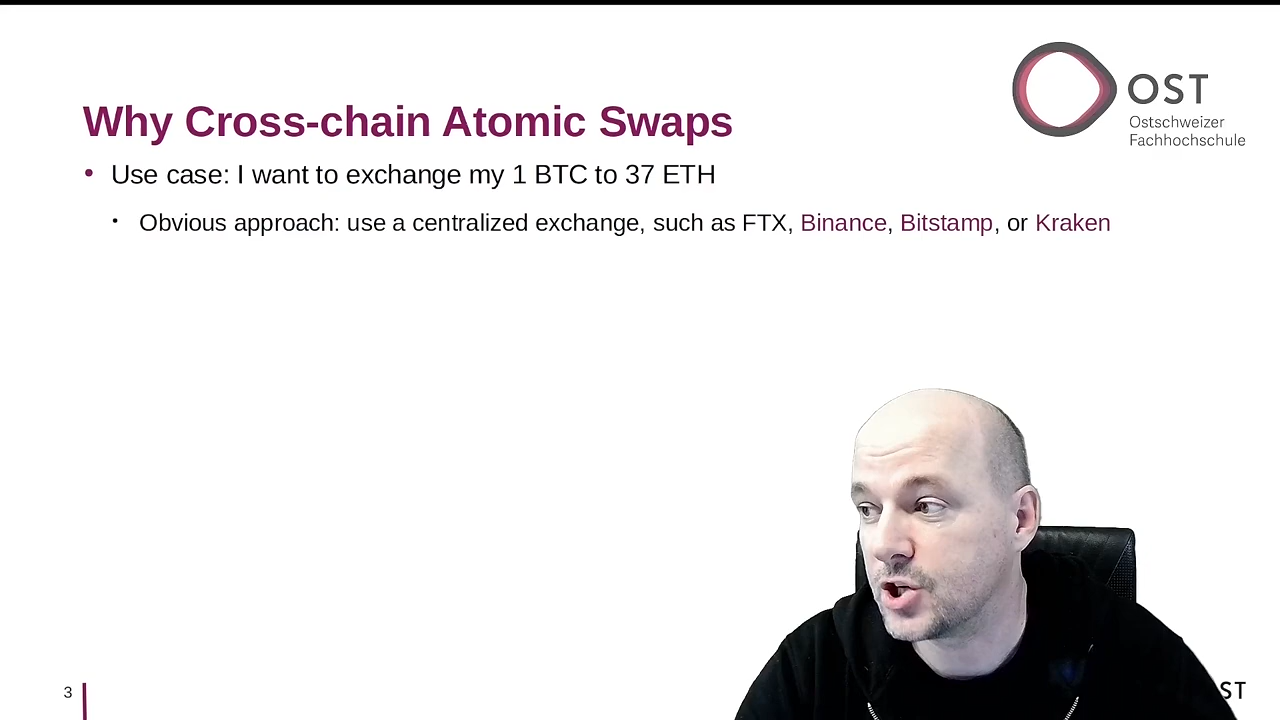 OST
Ostschweizer
Fachhochschule
Why Cross-chain Atomic Swaps
• Use case: I want to exchange my 1 BTC to 37 ETH
• Obvious approach: use a centralized exchange, such as FTX, Binance, Bitstamp, or Kraken
3
ST